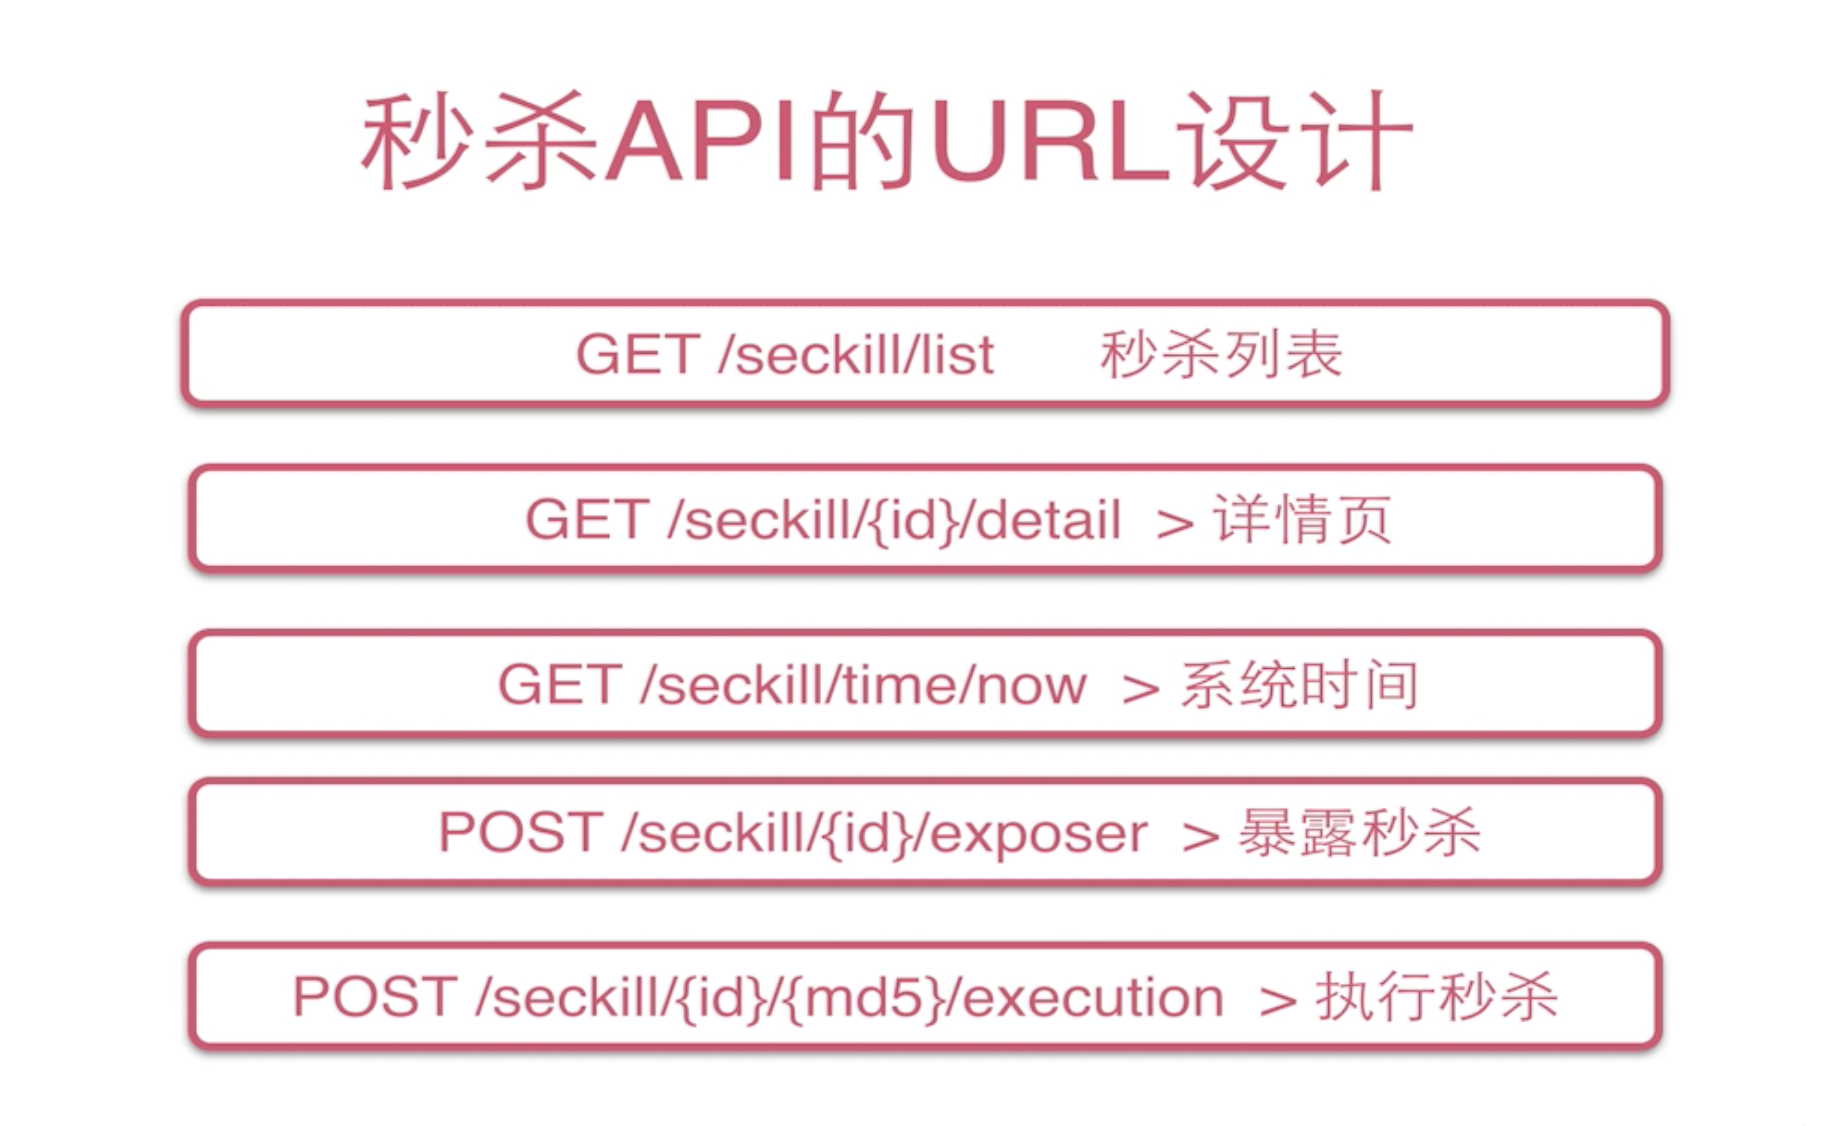 秒杀API的URL设计
GET /seckill/list 秒杀列表
GET /seckill/{id}/detail > 详情页
GET /seckill/time/now > 系统时间
POST /seckill/{id}/exposer > 暴露秒杀
POST /seckill/{id}/{md5}/execution > 执行秒杀